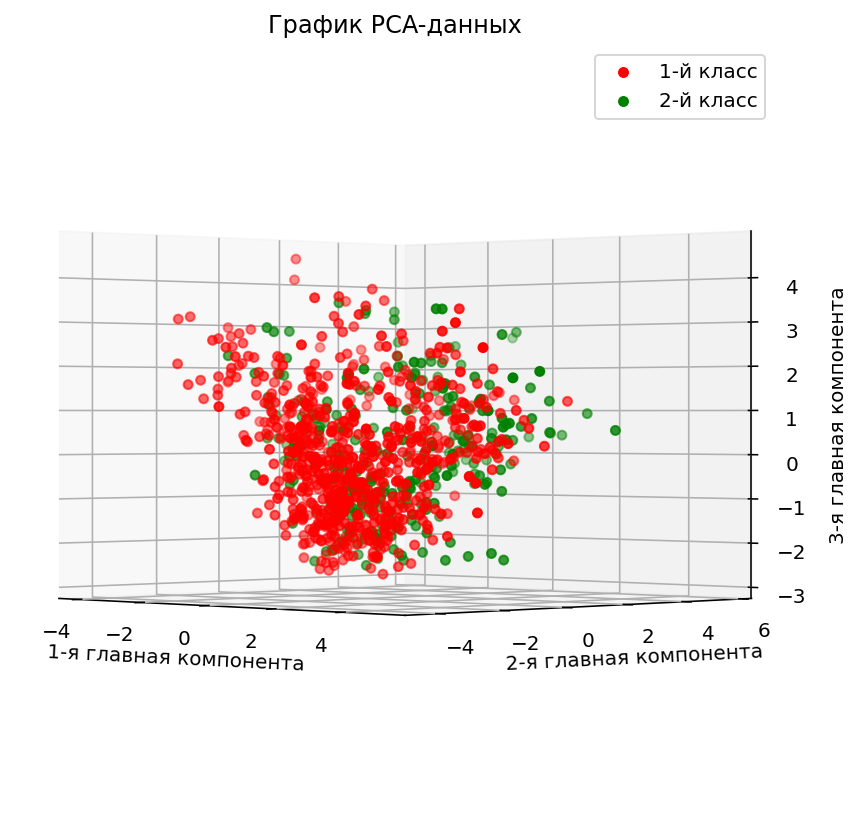 График PCA-данных
1-й класс
2-й класс
4
3
2
1
0
−1
−2
−3
3-я главная компонента
−4 −2 0 2 4
1-я главная компонента
−4 −2 0 2 4 6
2-я главная компонента